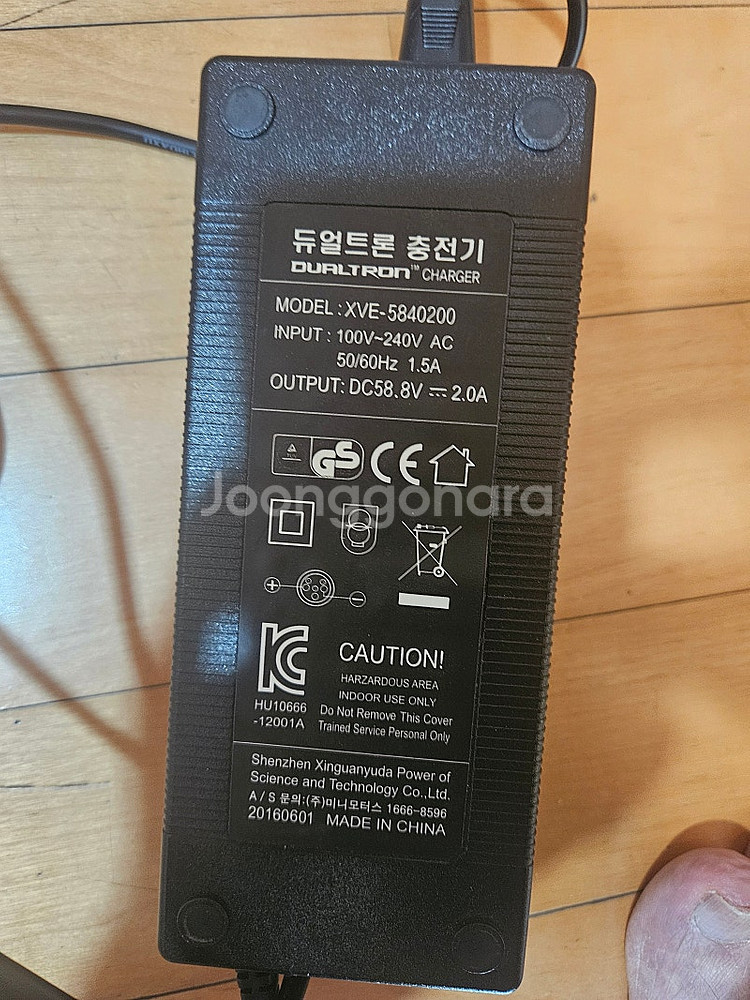 듀얼트론 충전기
DUALTRON™ CHARGER
MODEL : XVE-5840200
INPUT : 100V~240V AC
50/60Hz 1.5A
OUTPUT: DC58.8V ⎓ 2.0A
GS CE
Joonggonara
KC
HU10666
-12001A
CAUTION!
HARZARDOUS AREA
INDOOR USE ONLY
Do Not Remove This Cover
Trained Service Personal Only
Shenzhen Xinguanyuda Power of
Science and Technology Co.,Ltd.
A / S 문의:(주)미니모터스 1666-8596
20160601 MADE IN CHINA